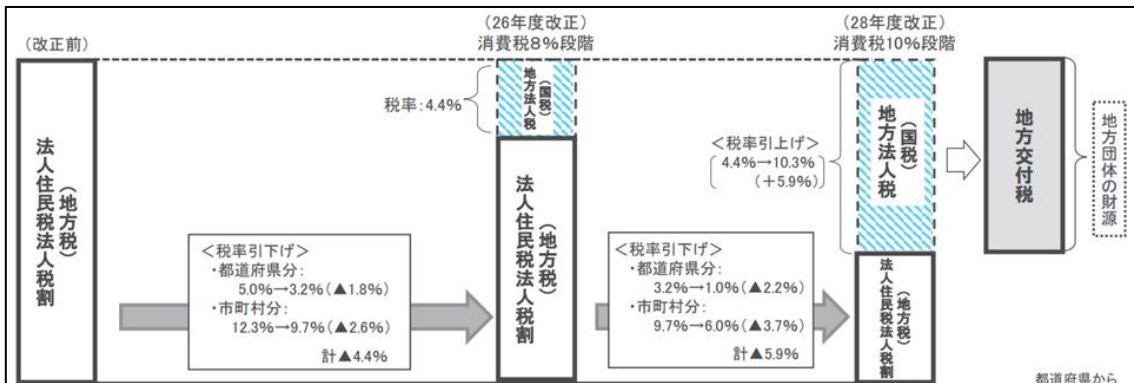 (改正前)
法人住民税法人税割
(地方税)
<税率引下げ>
・都道府県分:
5.0%→3.2%(▲1.8%)
・市町村分:
12.3%→9.7%(▲2.6%)
計▲4.4%
(26年度改正)
消費税8%段階
税率:4.4%
(国税)
地方法人税
(地方税)
法人住民税法人税割
<税率引下げ>
・都道府県分:
3.2%→1.0%(▲2.2%)
・市町村分:
9.7%→6.0%(▲3.7%)
計▲5.9%
(28年度改正)
消費税10%段階
<税率引上げ>
4.4%→10.3%
(+5.9%)
(国税)
地方法人税
(地方税)
法人住民税法人税割
地方交付税
地方団体の財源
都道府県から